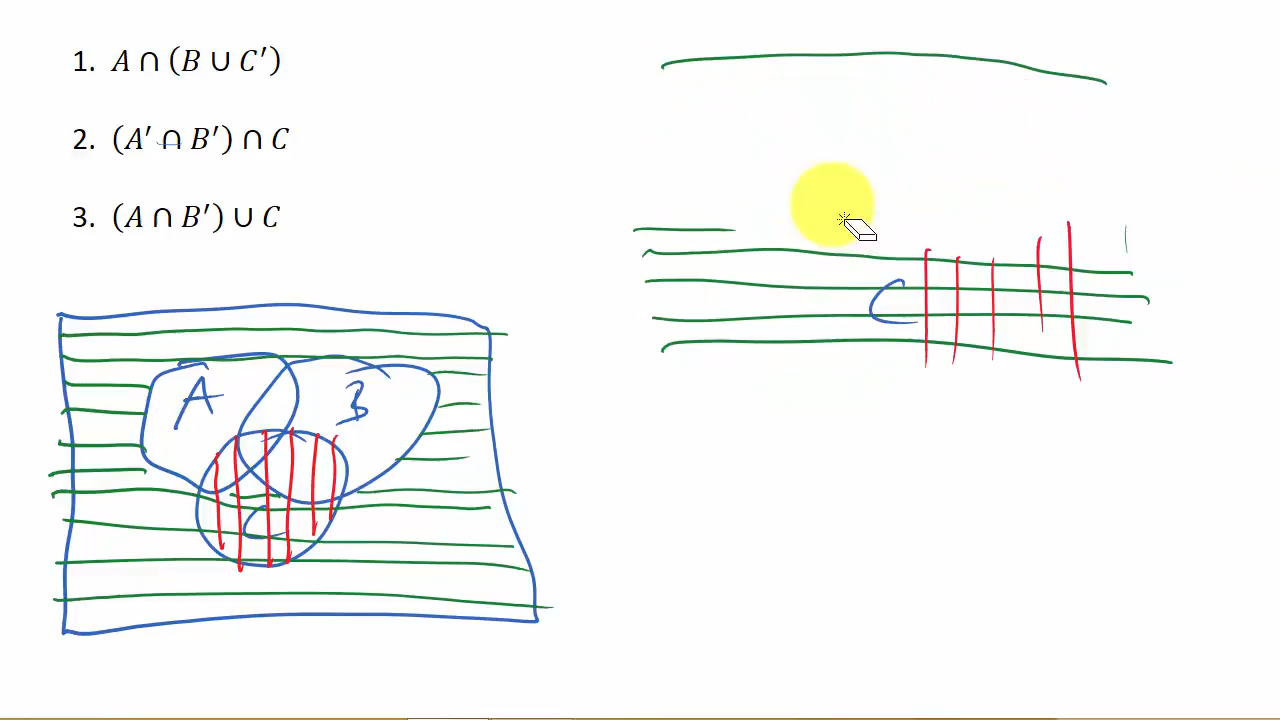 1. A ∩ (B ∪ C′)
2. (A′ ∩ B′) ∩ C
3. (A ∩ B′) ∪ C
A B
C
C